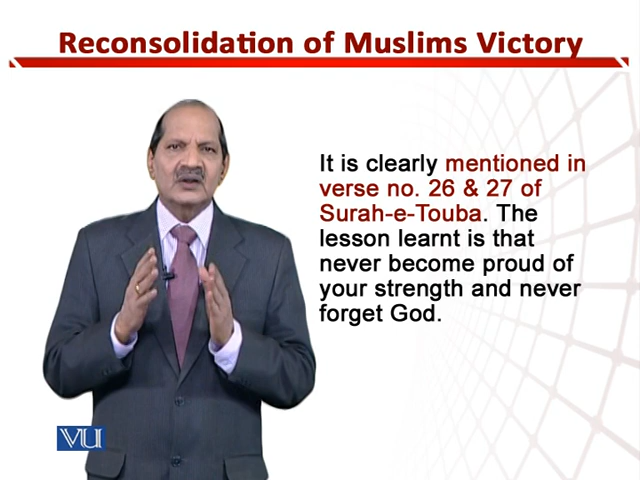 Reconsolidation of Muslims Victory
It is clearly mentioned in
verse no. 26 & 27 of
Surah-e-Touba. The
lesson learnt is that
never become proud of
your strength and never
forget God.
VU